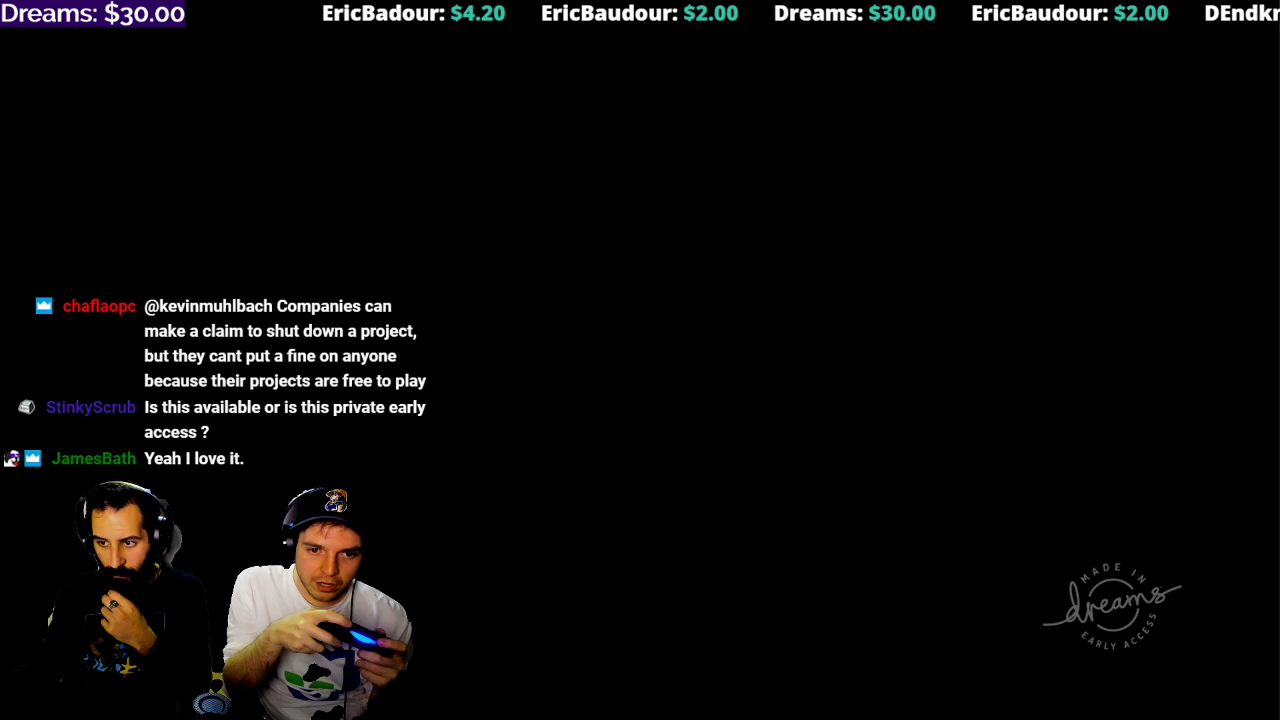 Dreams: $30.00
EricBadour: $4.20 EricBaudour: $2.00 Dreams: $30.00 EricBaudour: $2.00 DEndkr
chaflaopc @kevinmuhlbach Companies can
make a claim to shut down a project,
but they cant put a fine on anyone
because their projects are free to play
StinkyScrub Is this available or is this private early
access ?
JamesBath Yeah I love it.
MADE IN
dreams
EARLY ACCESS